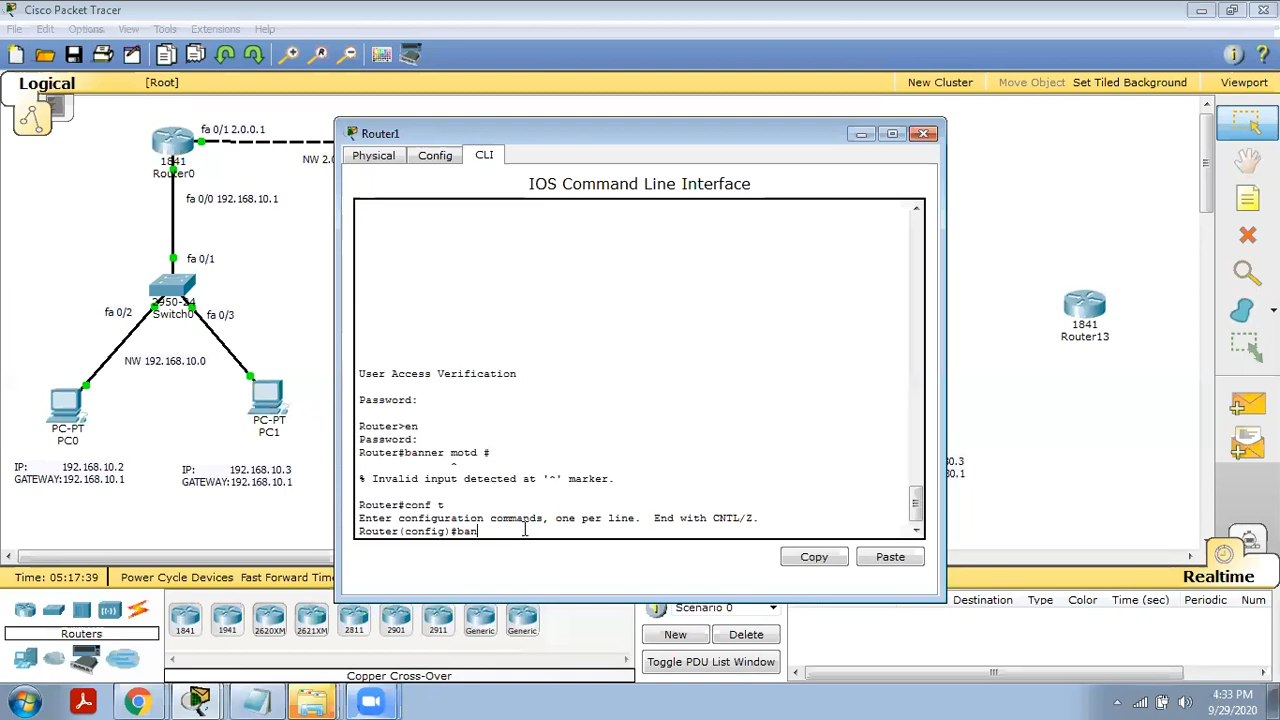 Cisco Packet Tracer
File Edit Options View Tools Extensions Help
Logical [Root] New Cluster Move Object Set Tiled Background Viewport
fa 0/1 2.0.0.1
NW 2.0
1841
Router0
fa 0/0 192.168.10.1
fa 0/1
2950-24
Switch0
fa 0/2
fa 0/3
NW 192.168.10.0
PC-PT
PC0
PC-PT
PC1
IP: 192.168.10.2
GATEWAY:192.168.10.1
IP: 192.168.10.3
GATEWAY:192.168.10.1
Router1
Physical Config CLI
IOS Command Line Interface
User Access Verification
Password:
Router>en
Password:
Router#banner motd #
^
% Invalid input detected at '^' marker.
Router#conf t
Enter configuration commands, one per line. End with CNTL/Z.
Router(config)#ban
Copy Paste
1841
Router13
0.3
0.1
Time: 05:17:39 Power Cycle Devices Fast Forward Time
Realtime
Routers
1841 1941 2620XM 2621XM 2811 2901 2911 Generic Generic
Copper Cross-Over
Scenario 0
New Delete
Toggle PDU List Window
Destination Type Color Time (sec) Periodic Num
4:33 PM
9/29/2020